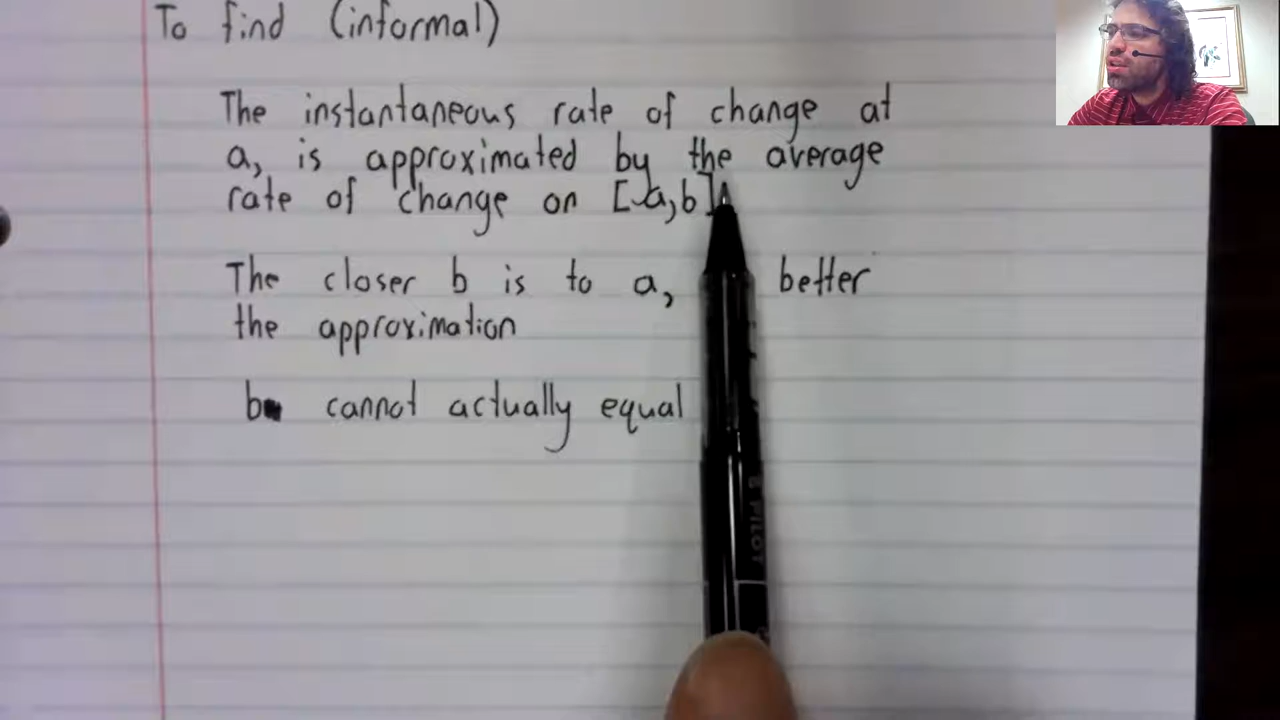 To find (informal)
The instantaneous rate of change at
a, is approximated by the average
rate of change on [a,b]
The closer b is to a, better
the approximation
b cannot actually equal
PILOT